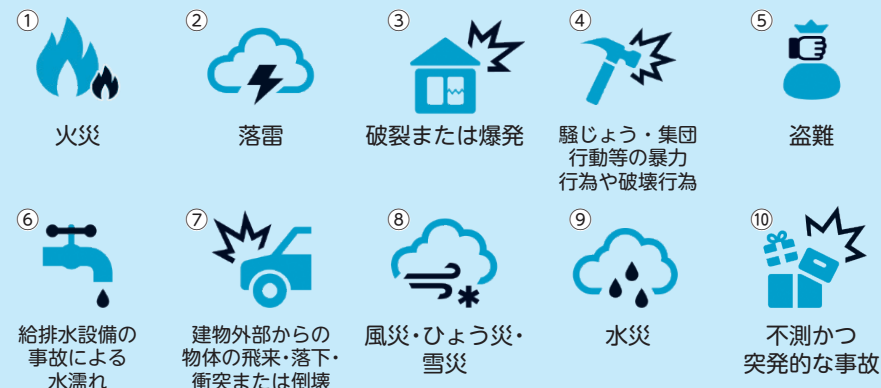 ①
火災
②
落雷
③
破裂または爆発
④
騒じょう・集団
行動等の暴力
行為や破壊行為
⑤
盗難
⑥
給排水設備の
事故による
水濡れ
⑦
建物外部からの
物体の飛来・落下・
衝突または倒壊
⑧
風災・ひょう災・
雪災
⑨
水災
⑩
不測かつ
突発的な事故